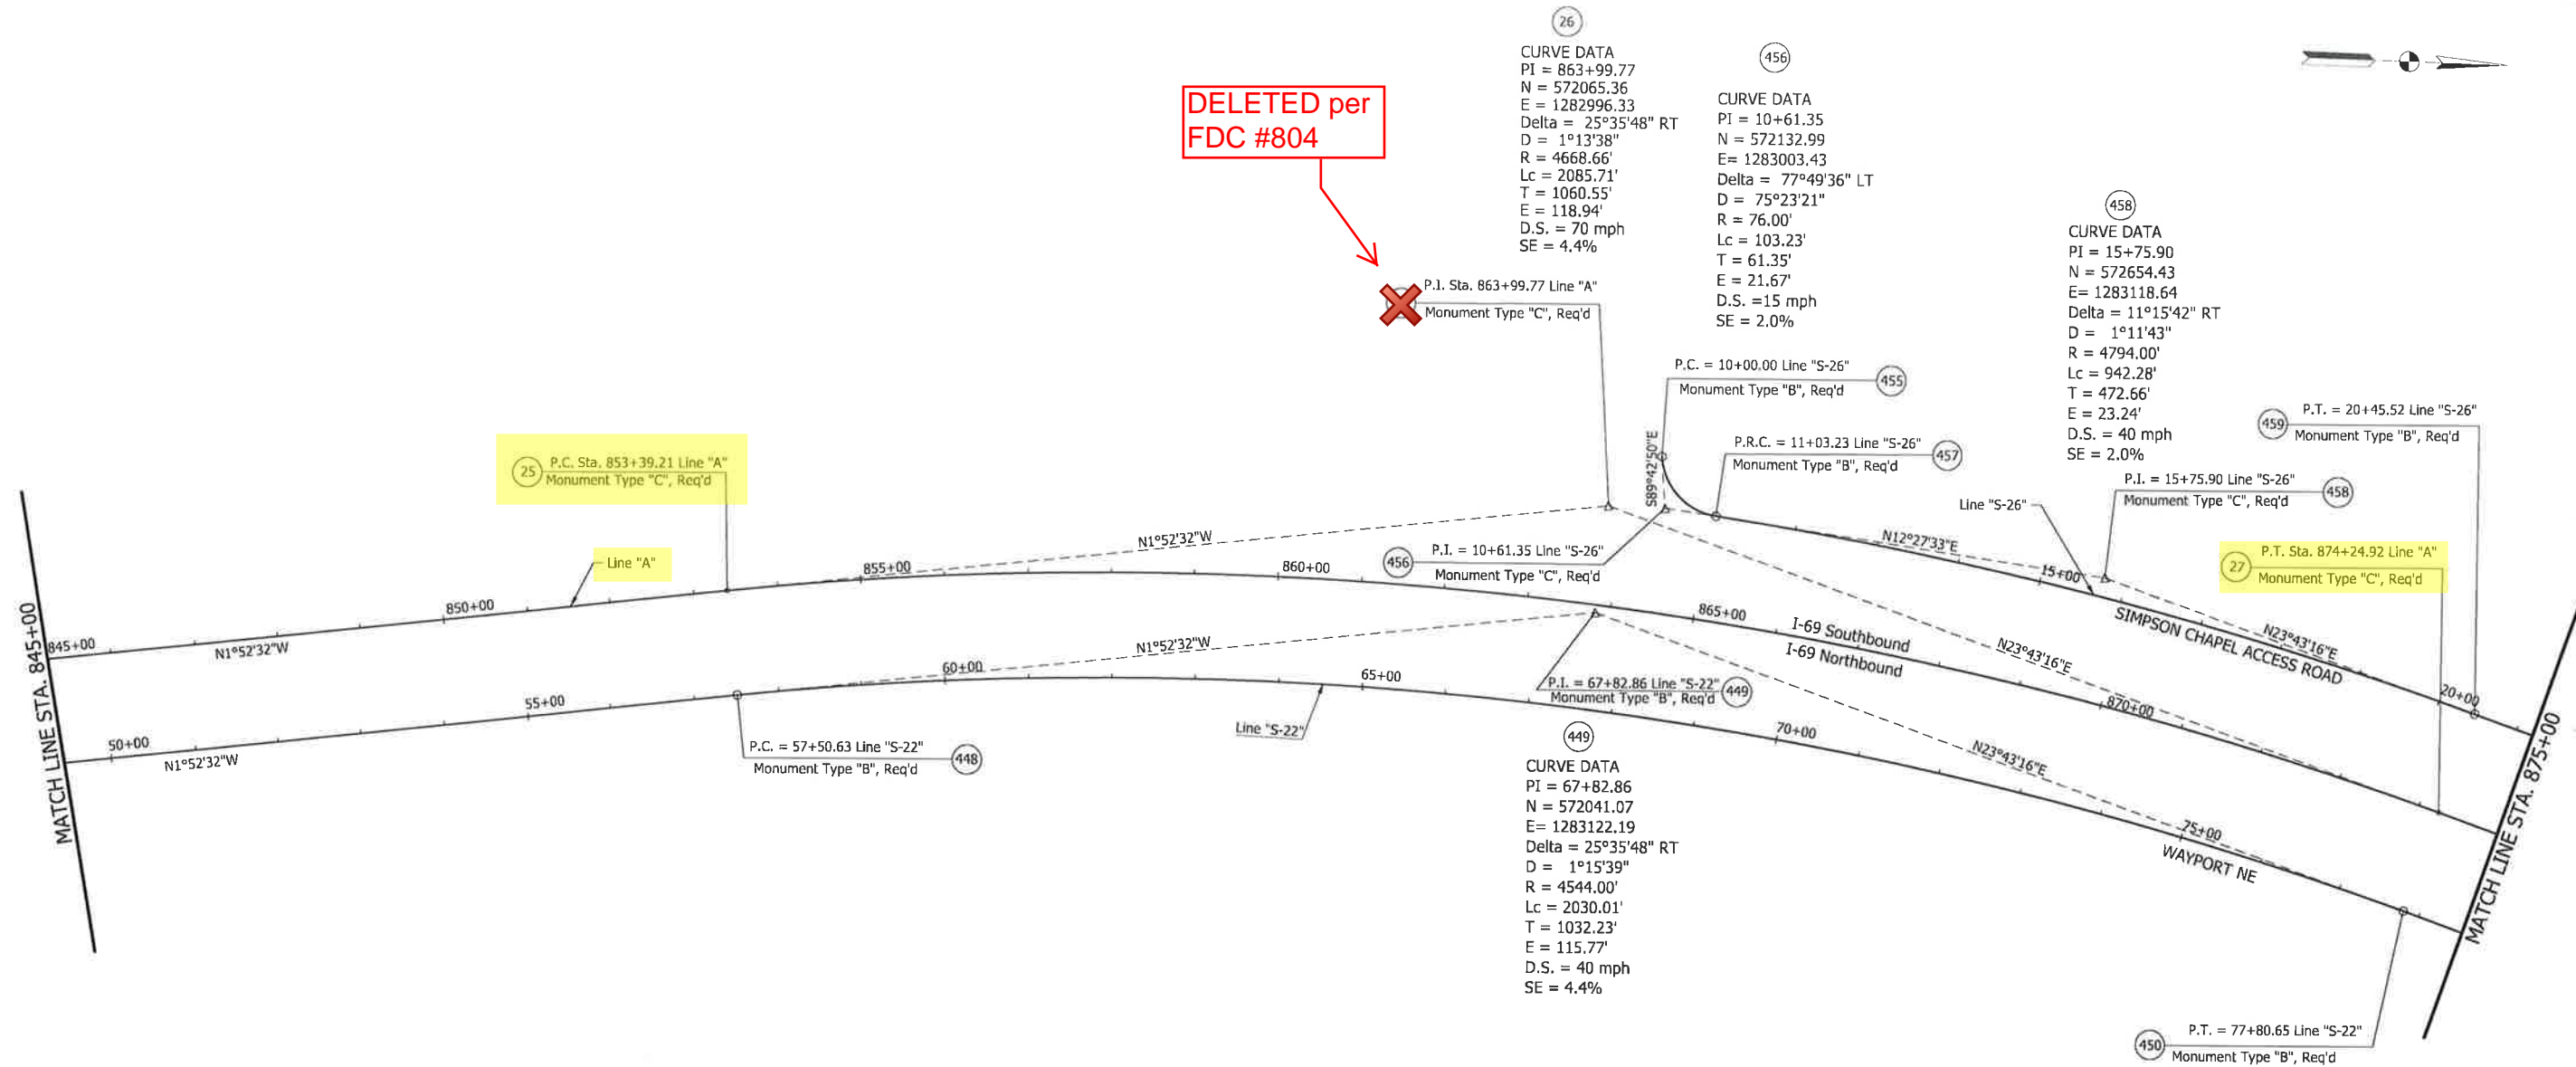 26
CURVE DATA
PI = 863+99.77
N = 572065.36
E = 1282996.33
Delta = 25°35'48" RT
D = 1°13'38"
R = 4668.66'
Lc = 2085.71'
T = 1060.55'
E = 118.94'
D.S. = 70 mph
SE = 4.4%
456
CURVE DATA
PI = 10+61.35
N = 572132.99
E= 1283003.43
Delta = 77°49'36" LT
D = 75°23'21"
R = 76.00'
Lc = 103.23'
T = 61.35'
E = 21.67'
D.S. =15 mph
SE = 2.0%
458
CURVE DATA
PI = 15+75.90
N = 572654.43
E= 1283118.64
Delta = 11°15'42" RT
D = 1°11'43"
R = 4794.00'
Lc = 942.28'
T = 472.66'
E = 23.24'
D.S. = 40 mph
SE = 2.0%
DELETED per
FDC #804
P.I. Sta. 863+99.77 Line "A"
Monument Type "C", Req'd
P.C. = 10+00.00 Line "S-26"
Monument Type "B", Req'd
455
P.R.C. = 11+03.23 Line "S-26"
Monument Type "B", Req'd
457
459
P.T. = 20+45.52 Line "S-26"
Monument Type "B", Req'd
P.I. = 15+75.90 Line "S-26"
Monument Type "C", Req'd
458
Line "S-26"
25
P.C. Sta. 853+39.21 Line "A"
Monument Type "C", Req'd
27
P.T. Sta. 874+24.92 Line "A"
Monument Type "C", Req'd
Line "A"
S89°42'50"E
N1°52'32"W
456
P.I. = 10+61.35 Line "S-26"
Monument Type "C", Req'd
N12°27'33"E
15+00
SIMPSON CHAPEL ACCESS ROAD
N23°43'16"E
20+00
MATCH LINE STA. 845+00
845+00
N1°52'32"W
850+00
855+00
860+00
865+00
I-69 Southbound
I-69 Northbound
N23°43'16"E
870+00
MATCH LINE STA. 875+00
50+00
N1°52'32"W
55+00
60+00
N1°52'32"W
65+00
Line "S-22"
P.C. = 57+50.63 Line "S-22"
Monument Type "B", Req'd
448
P.I. = 67+82.86 Line "S-22"
Monument Type "B", Req'd
449
70+00
N23°43'16"E
75+00
WAYPORT NE
449
CURVE DATA
PI = 67+82.86
N = 572041.07
E= 1283122.19
Delta = 25°35'48" RT
D = 1°15'39"
R = 4544.00'
Lc = 2030.01'
T = 1032.23'
E = 115.77'
D.S. = 40 mph
SE = 4.4%
450
P.T. = 77+80.65 Line "S-22"
Monument Type "B", Req'd